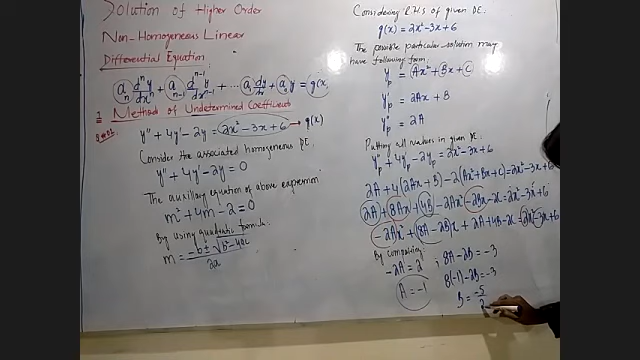 Solution of Higher Order
Non-Homogeneous Linear
Differential Equation
aₙ dⁿy/dxⁿ + aₙ₋₁ dⁿ⁻¹y/dxⁿ⁻¹ + ... a₁ dy/dx + a₀y = g(x)
1 Method of Undetermined Coefficients
y'' + 4y' - 2y = 2x² - 3x + 6 → g(x)
Consider the associated homogeneous DE
y'' + 4y' - 2y = 0
The auxiliary equation of above expression
m² + 4m - 2 = 0
By using quadratic formula:
m = -b ± √b² - 4ac / 2a
Considering R.H.S of given DE:
g(x) = 2x² - 3x + 6
The possible particular solution may
have following form:
yp = Ax² + Bx + C
y'p = 2Ax + B
y''p = 2A
Putting all values in given DE:
y''p + 4y'p - 2yp = 2x² - 3x + 6
2A + 4(2Ax + B) - 2(Ax² + Bx + C) = 2x² - 3x + 6
2A + 8Ax + 4B - 2Ax² - 2Bx - 2C = 2x² - 3x + 6
-2Ax² + (8A - 2B)x + 2A + 4B - 2C = 2x² - 3x + 6
By comparing
-2A = 2 ; 8A - 2B = -3
A = -1 8(-1) - 2B = -3
B = -5/2